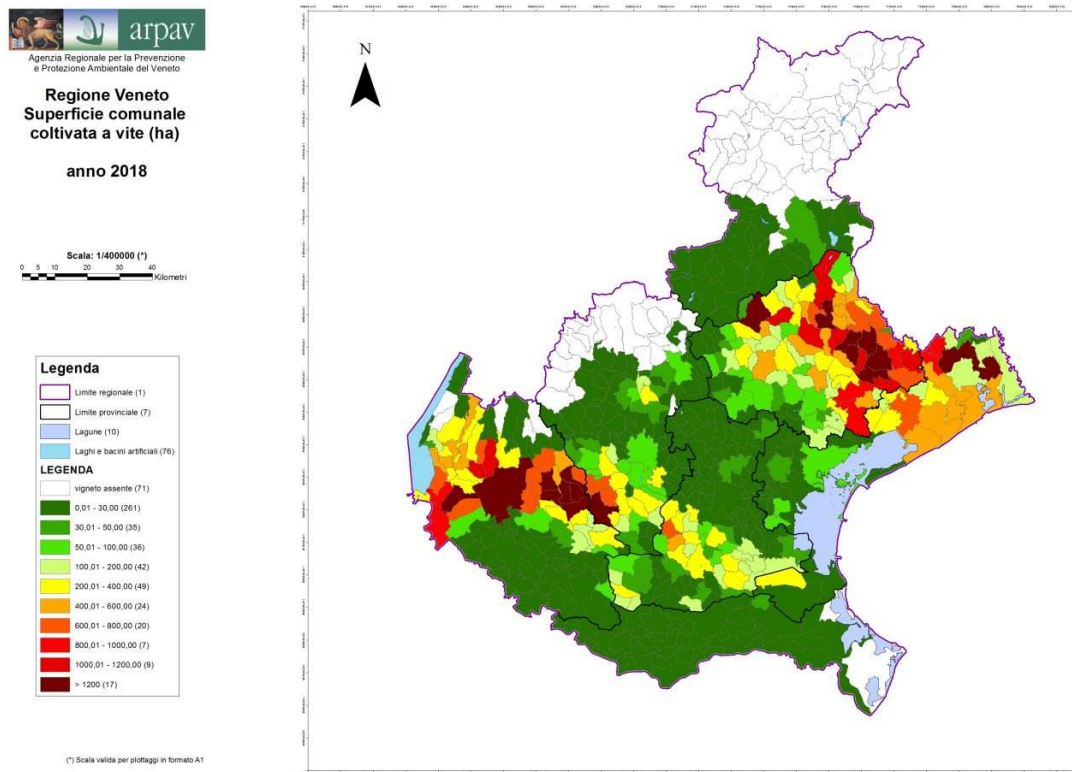 arpav
Agenzia Regionale per la Prevenzione
e Protezione Ambientale del Veneto
Regione Veneto
Superficie comunale
coltivata a vite (ha)
anno 2018
Scala: 1/400000 (*)
0 5 10 20 30 40
Kilometri
N
Legenda
Limite regionale (1)
Limite provinciale (7)
Lagune (10)
Laghi e bacini artificiali (76)
LEGENDA
vigneto assente (71)
0,01 - 30,00 (261)
30,01 - 50,00 (35)
50,01 - 100,00 (36)
100,01 - 200,00 (42)
200,01 - 400,00 (49)
400,01 - 600,00 (24)
600,01 - 800,00 (20)
800,01 - 1000,00 (7)
1000,01 - 1200,00 (9)
> 1200 (17)
(*) Scala valida per plottaggi in formato A1